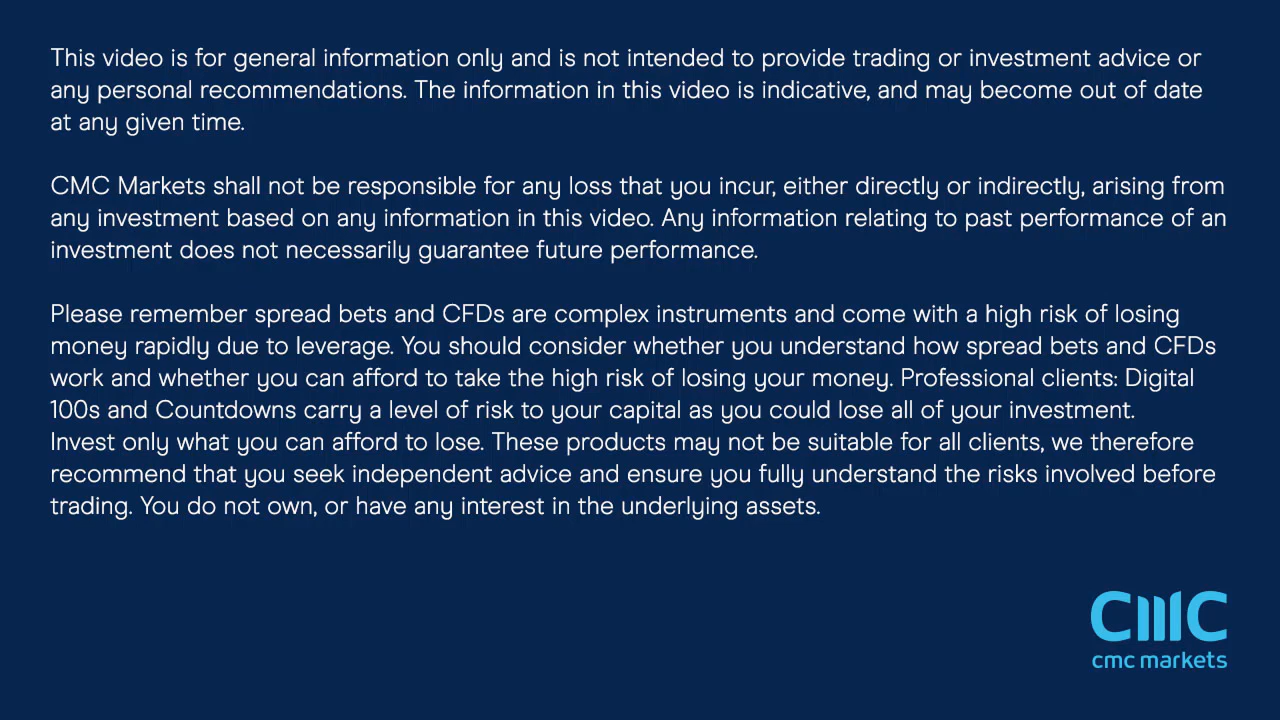 This video is for general information only and is not intended to provide trading or investment advice or
any personal recommendations. The information in this video is indicative, and may become out of date
at any given time.
CMC Markets shall not be responsible for any loss that you incur, either directly or indirectly, arising from
any investment based on any information in this video. Any information relating to past performance of an
investment does not necessarily guarantee future performance.
Please remember spread bets and CFDs are complex instruments and come with a high risk of losing
money rapidly due to leverage. You should consider whether you understand how spread bets and CFDs
work and whether you can afford to take the high risk of losing your money. Professional clients: Digital
100s and Countdowns carry a level of risk to your capital as you could lose all of your investment.
Invest only what you can afford to lose. These products may not be suitable for all clients, we therefore
recommend that you seek independent advice and ensure you fully understand the risks involved before
trading. You do not own, or have any interest in the underlying assets.
CMC
cmc markets